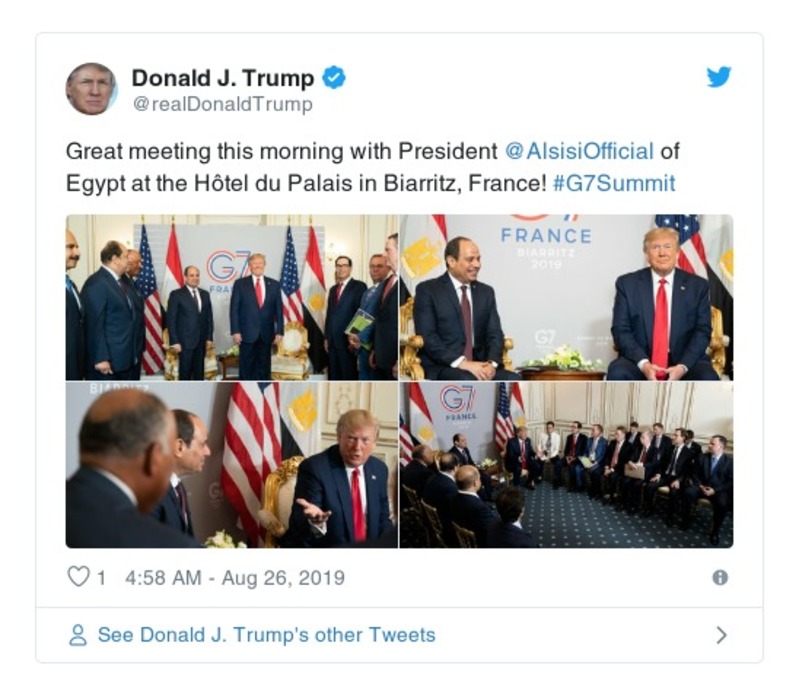 Donald J. Trump
@realDonaldTrump
Great meeting this morning with President @AlsisiOfficial of
Egypt at the Hôtel du Palais in Biarritz, France! #G7Summit
G7
FRA
FRANCE
BIARRITZ
2019
G7
BIARRITZ
G7
FRANCE
1 4:58 AM - Aug 26, 2019
See Donald J. Trump's other Tweets